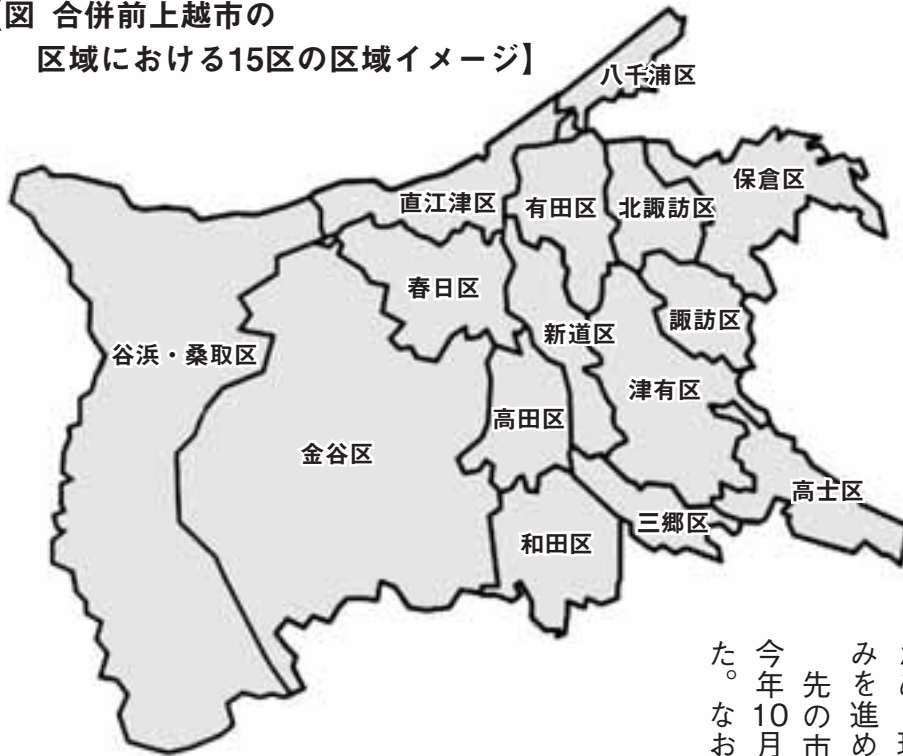 【図 合併前上越市の
区域における15区の区域イメージ】
八千浦区
保倉区
直江津区
有田区
北諏訪区
春日区
諏訪区
新道区
谷浜・桑取区
津有区
高田区
金谷区
高士区
三郷区
和田区
みを進め
先の市
今年10月
た。なお